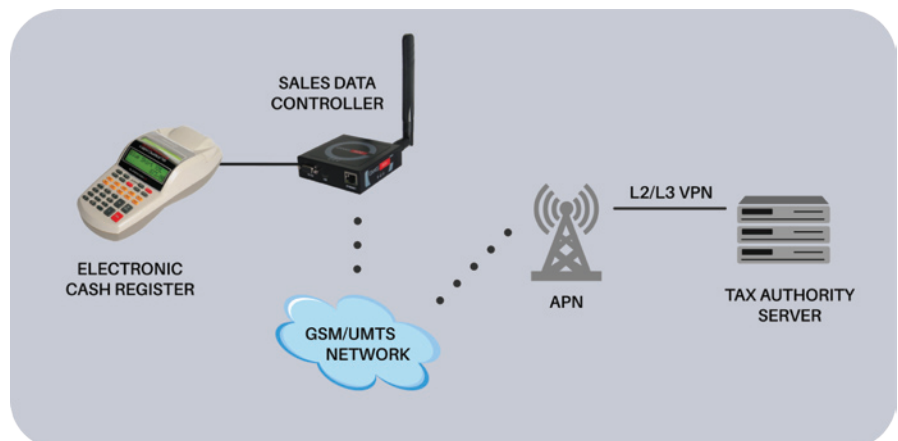 SALES DATA
CONTROLLER
ELECTRONIC
CASH REGISTER
GSM/UMTS
NETWORK
L2/L3 VPN
APN
TAX AUTHORITY
SERVER